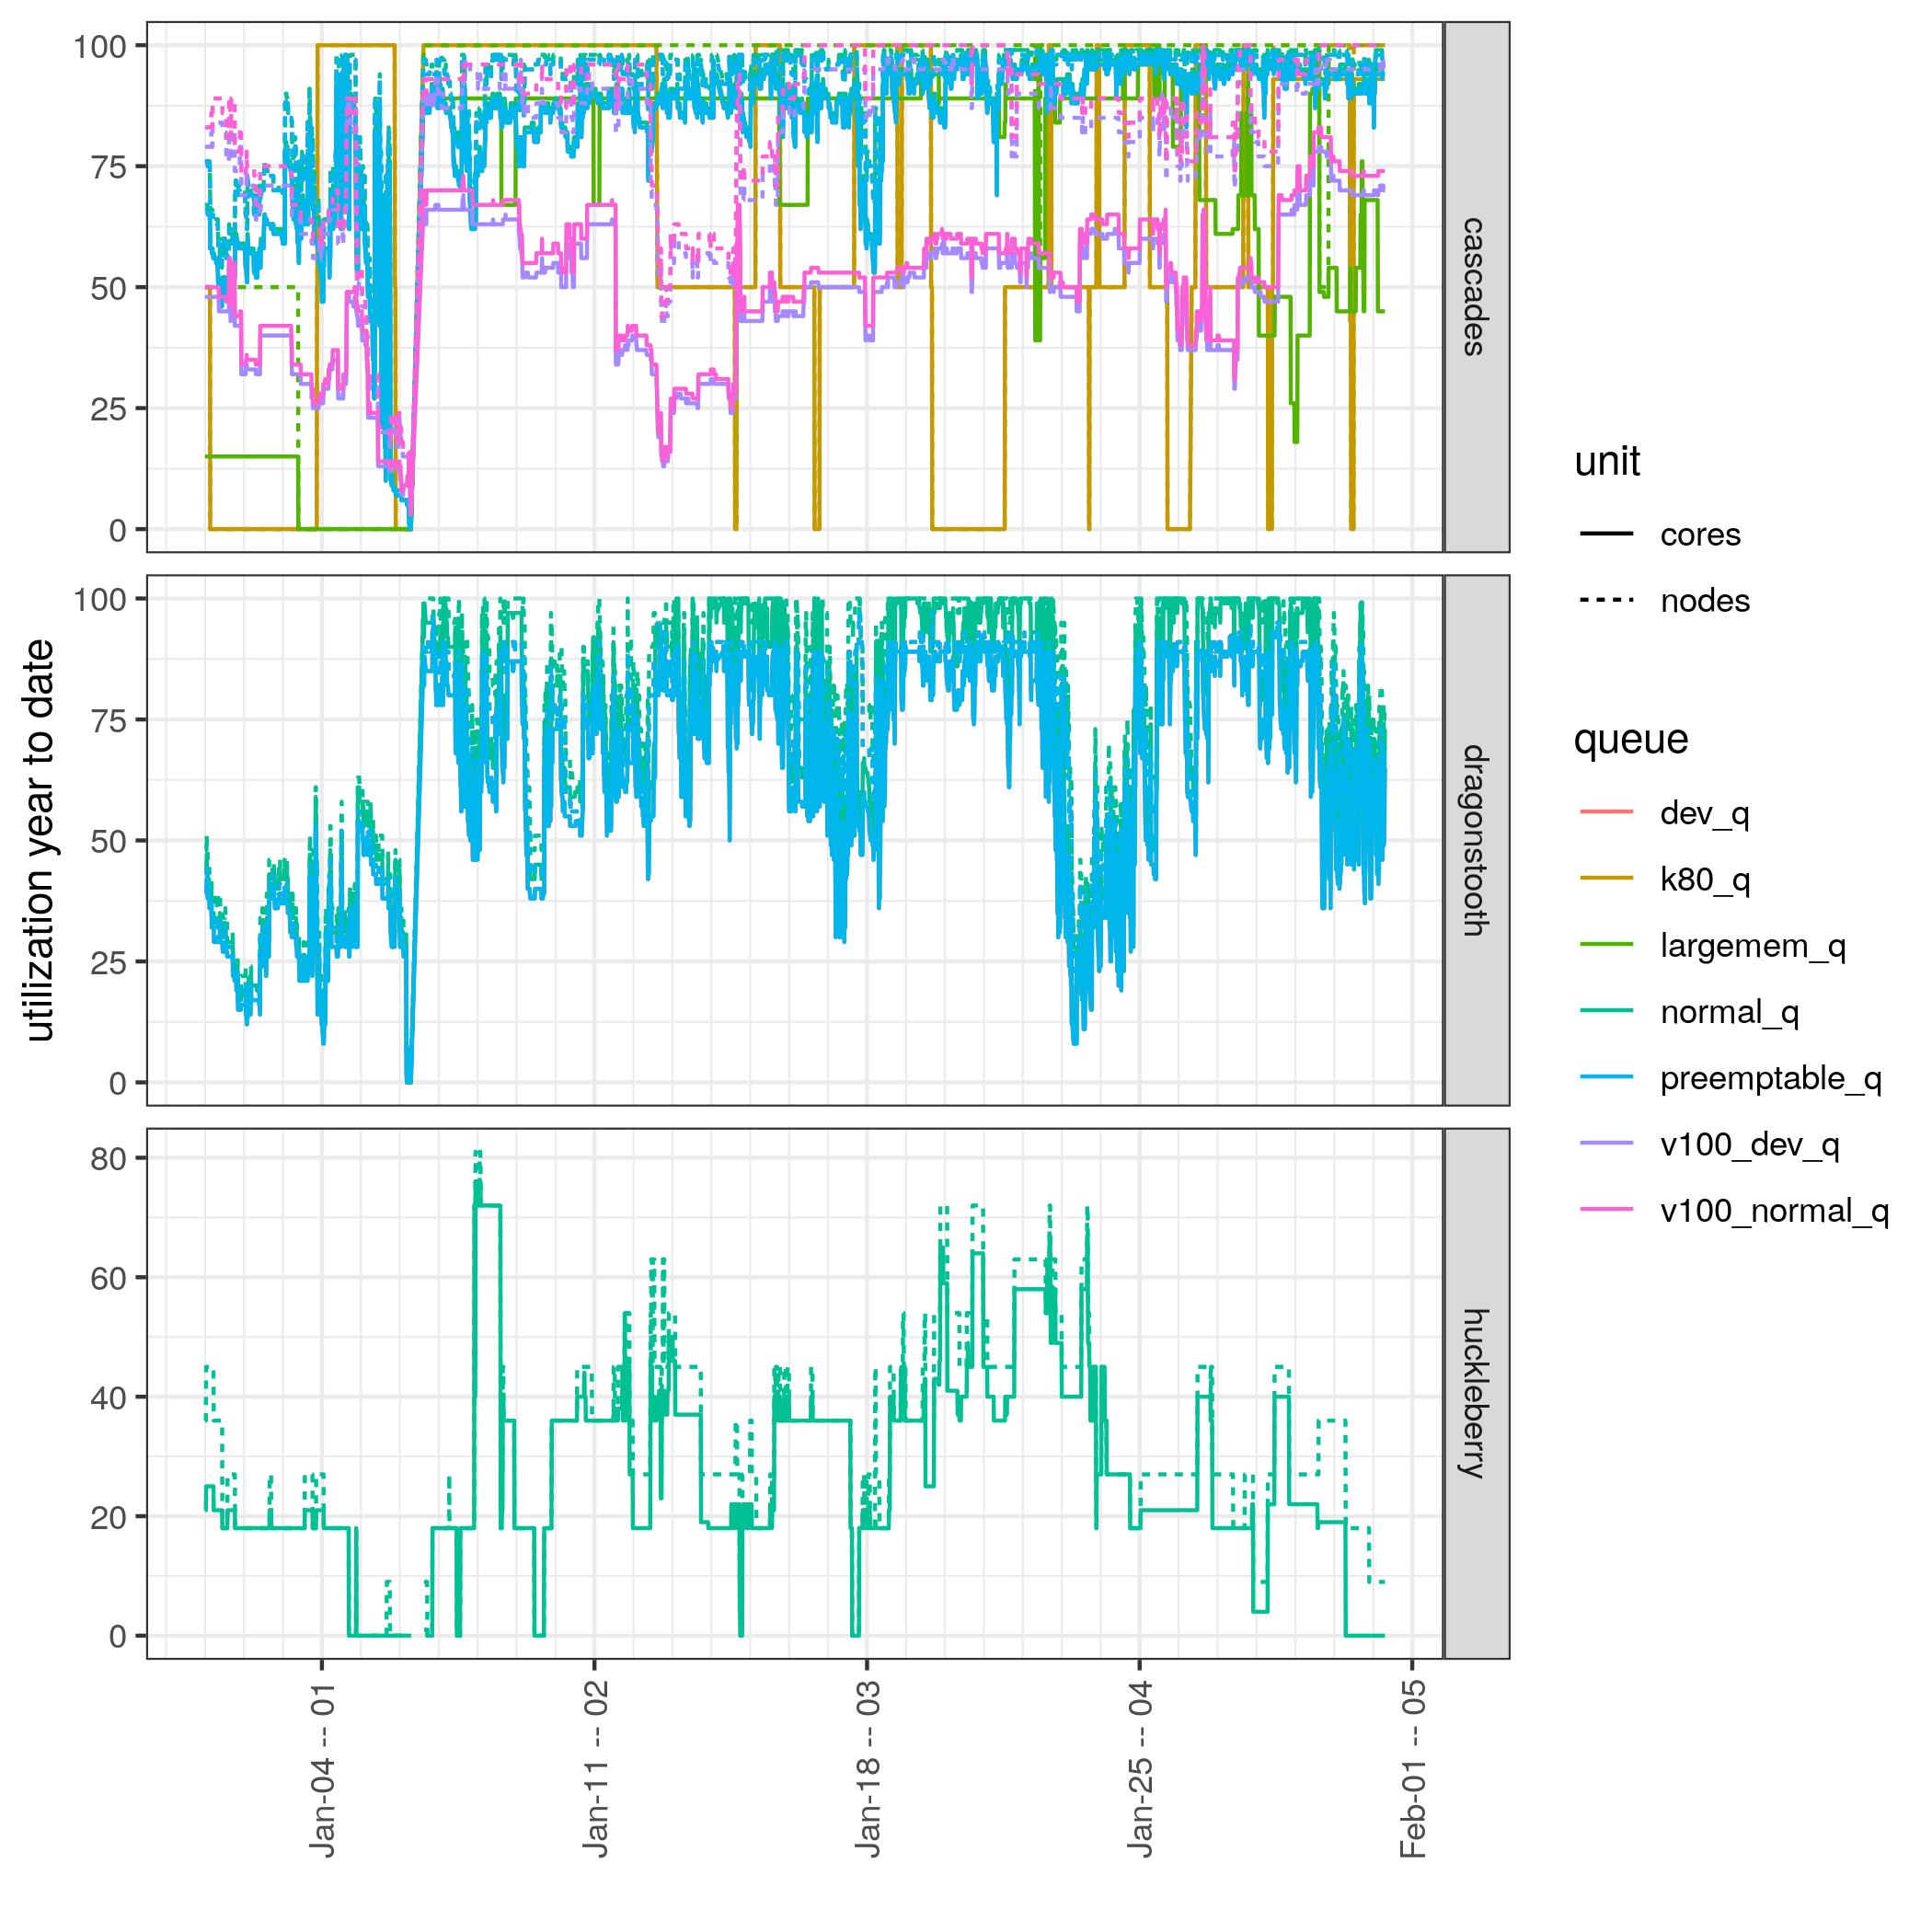 utilization year to date
100
75
50
25
0
cascades
100
75
50
25
0
dragonstooth
80
60
40
20
0
huckleberry
Jan-04 -- 01
Jan-11 -- 02
Jan-18 -- 03
Jan-25 -- 04
Feb-01 -- 05
unit
cores
nodes
queue
dev_q
k80_q
largemem_q
normal_q
preemptable_q
v100_dev_q
v100_normal_q